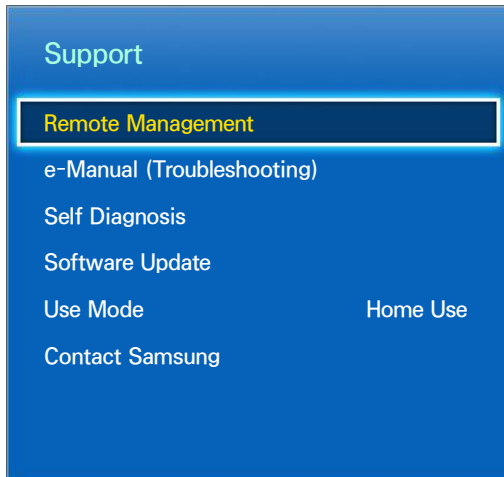 Support
Remote Management
e-Manual (Troubleshooting)
Self Diagnosis
Software Update
Use Mode Home Use
Contact Samsung